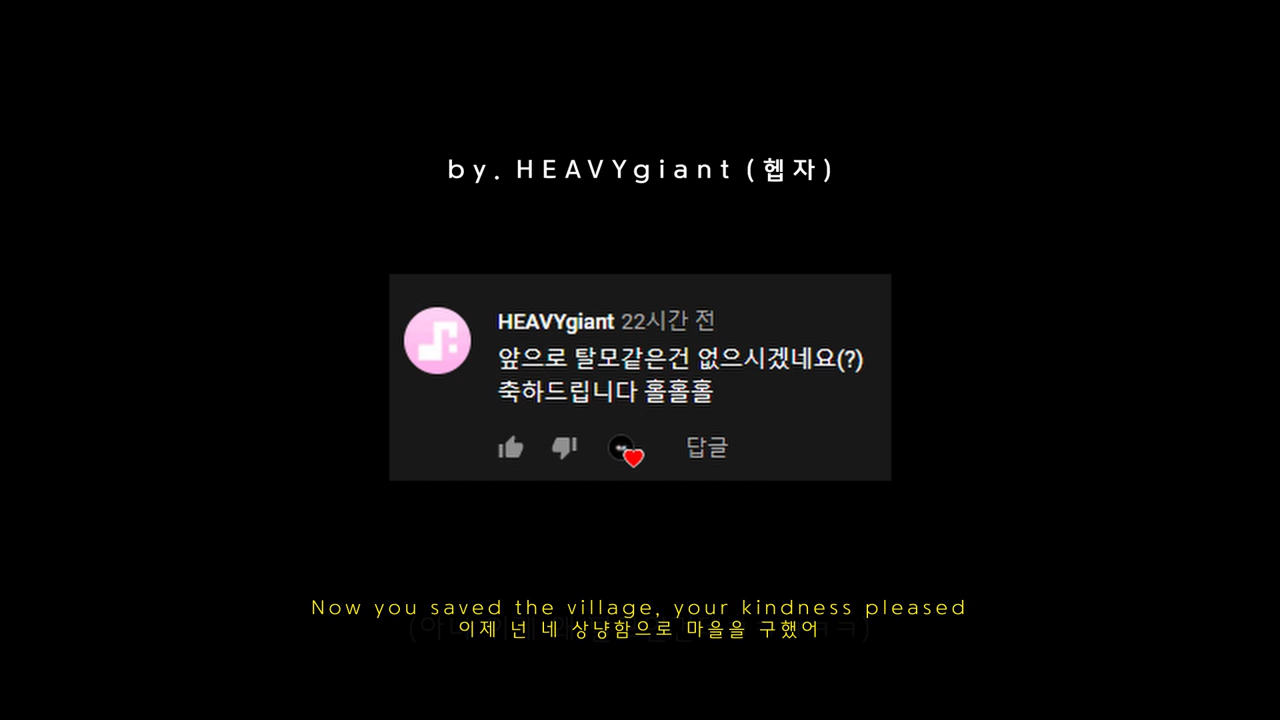 by. HEAVYgiant (헵자)
HEAVYgiant 22시간 전
앞으로 탈모같은건 없으시겠네요(?)
축하드립니다 홀홀홀
답글
Now you saved the village, your kindness pleased
이제 넌 네 상냥함으로 마을을 구했어